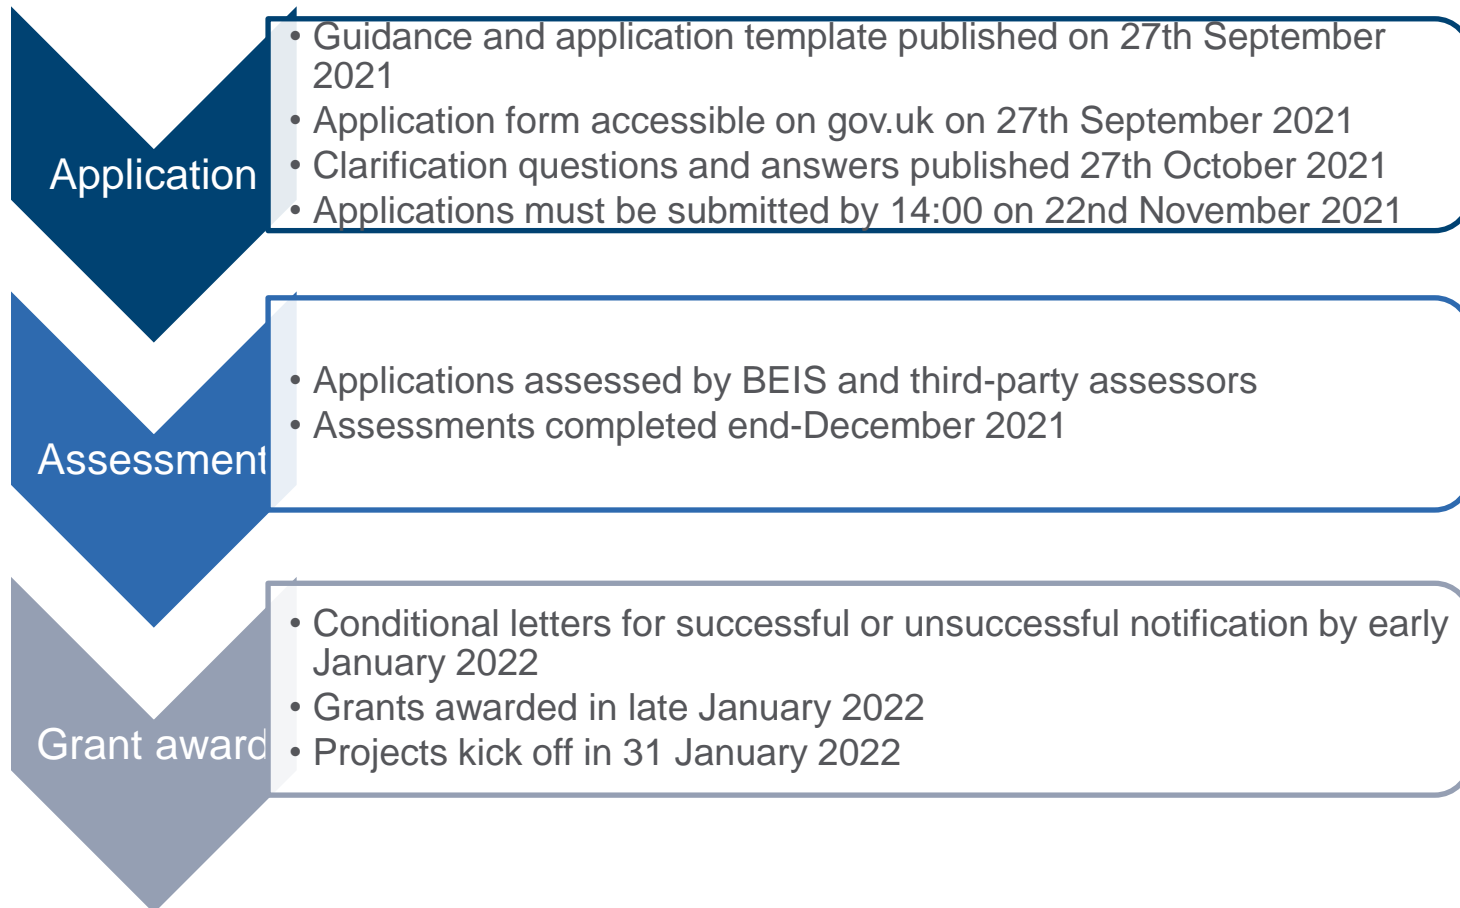 Application
• Guidance and application template published on 27th September
2021
• Application form accessible on gov.uk on 27th September 2021
• Clarification questions and answers published 27th October 2021
• Applications must be submitted by 14:00 on 22nd November 2021
Assessment
• Applications assessed by BEIS and third-party assessors
• Assessments completed end-December 2021
Grant award
• Conditional letters for successful or unsuccessful notification by early
January 2022
• Grants awarded in late January 2022
• Projects kick off in 31 January 2022